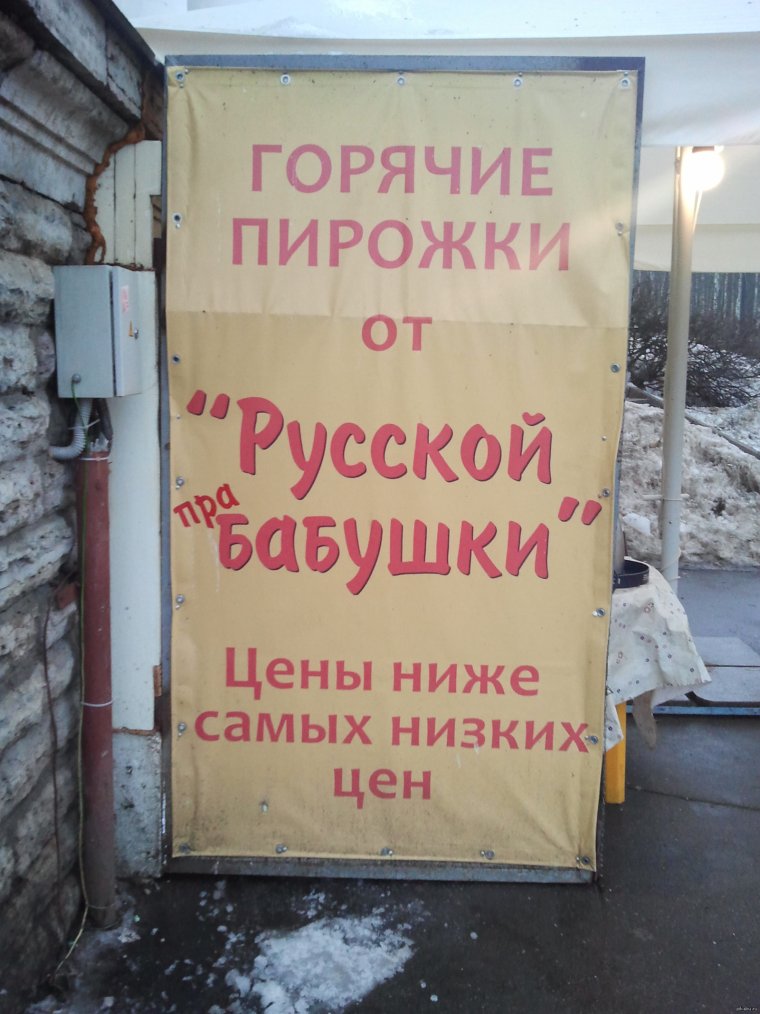 ГОРЯЧИЕ
ПИРОЖКИ
ОТ
"Русской
пра
Бабушки"
Цены ниже
самых низких
цен